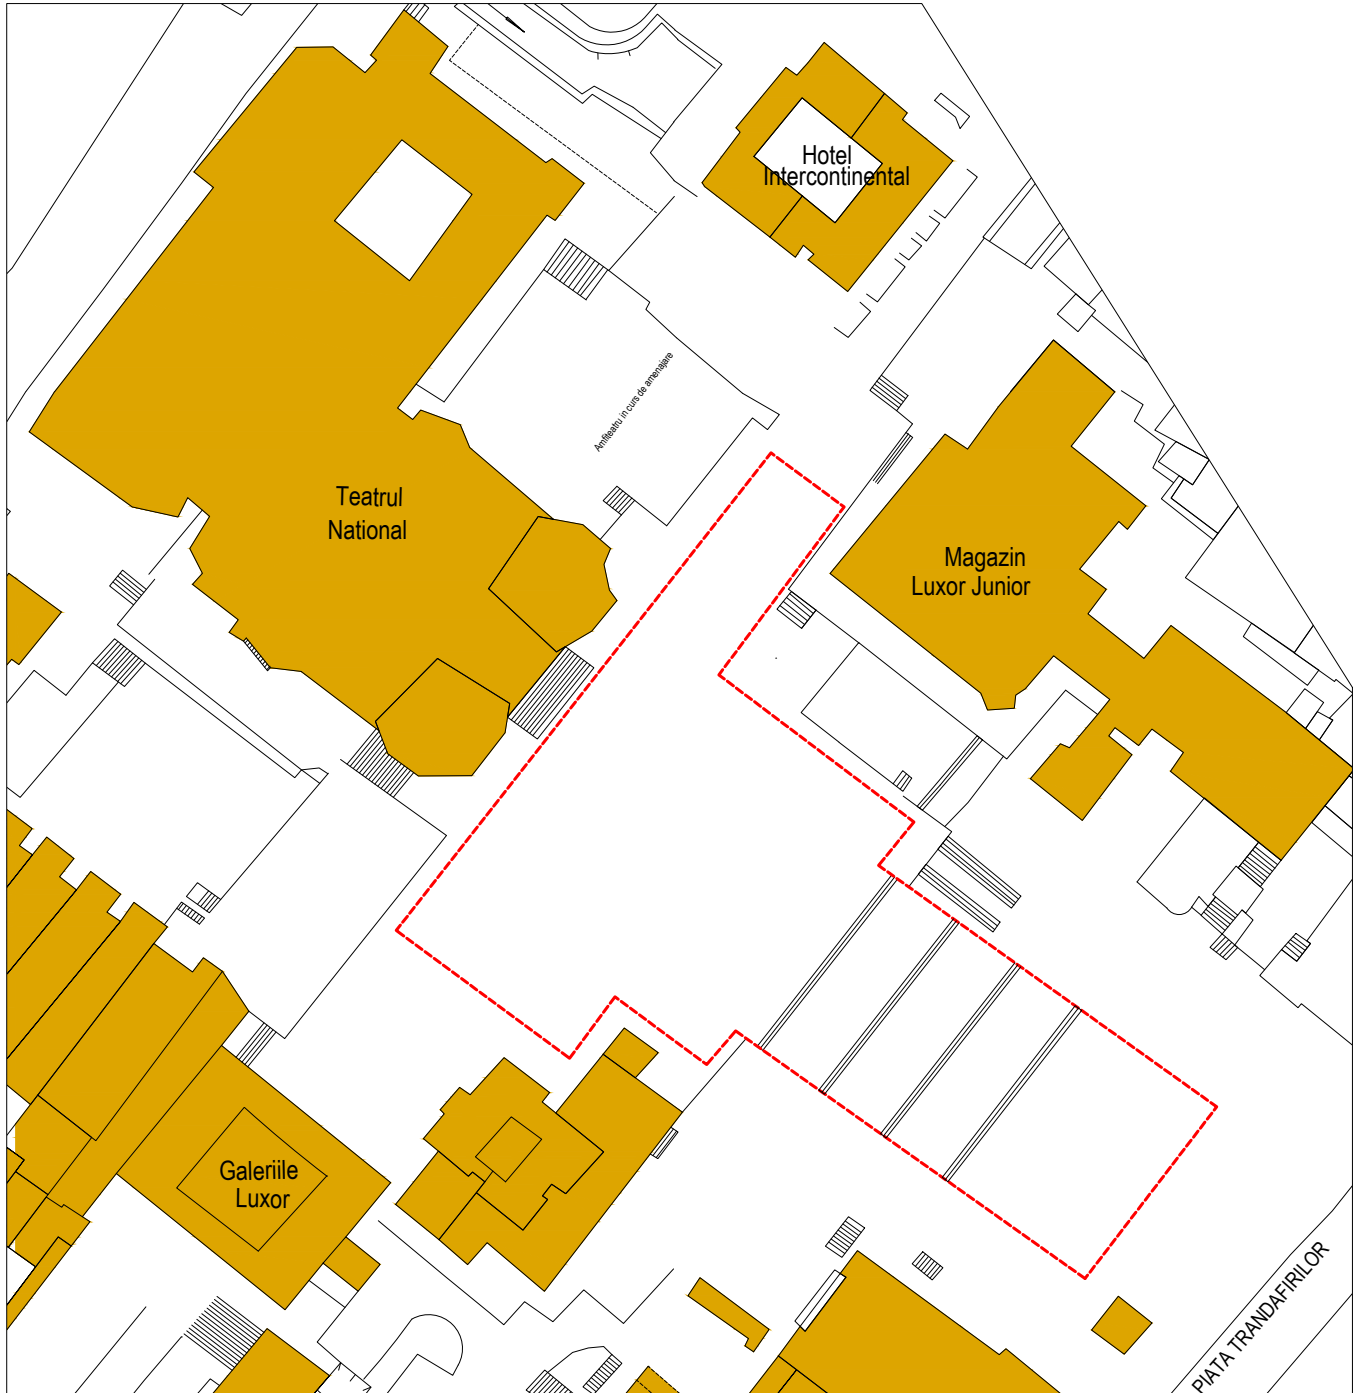 Hotel
Intercontinental
Amfiteatru in curs de amenajare
Teatrul
National
Magazin
Luxor Junior
Galeriile
Luxor
PIATA TRANDAFIRILOR